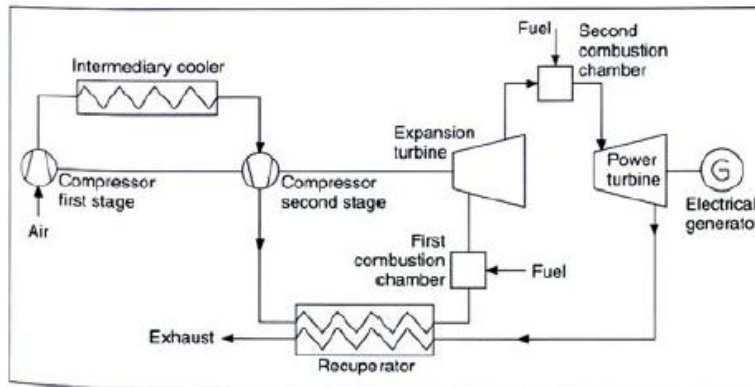 Fuel
Second
combustion
chamber
Intermediary cooler
Expansion
turbine
Power
turbine
G
Compressor
first stage
Compressor
second stage
Electrical
generator
Air
First
combustion
chamber
Fuel
Exhaust
Recuperator